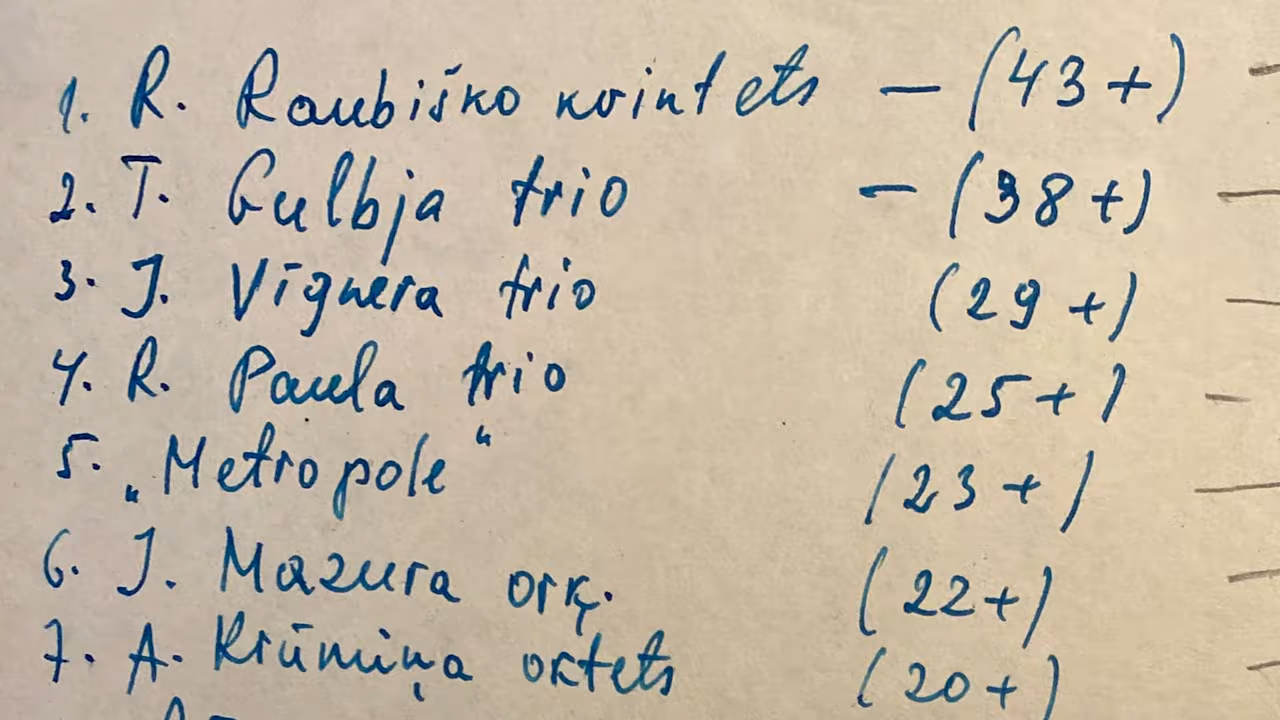 1. R. Raubiško kvintets – (43+) –
2. T. Gulbja trio – (38+) –
3. J. Vīgnera trio (29+) –
4. R. Paula trio (25+) –
5. „Metropole“ (23+) –
6. J. Mazura orķ. (22+) –
7. A. Krūmiņa oktets (20+) –